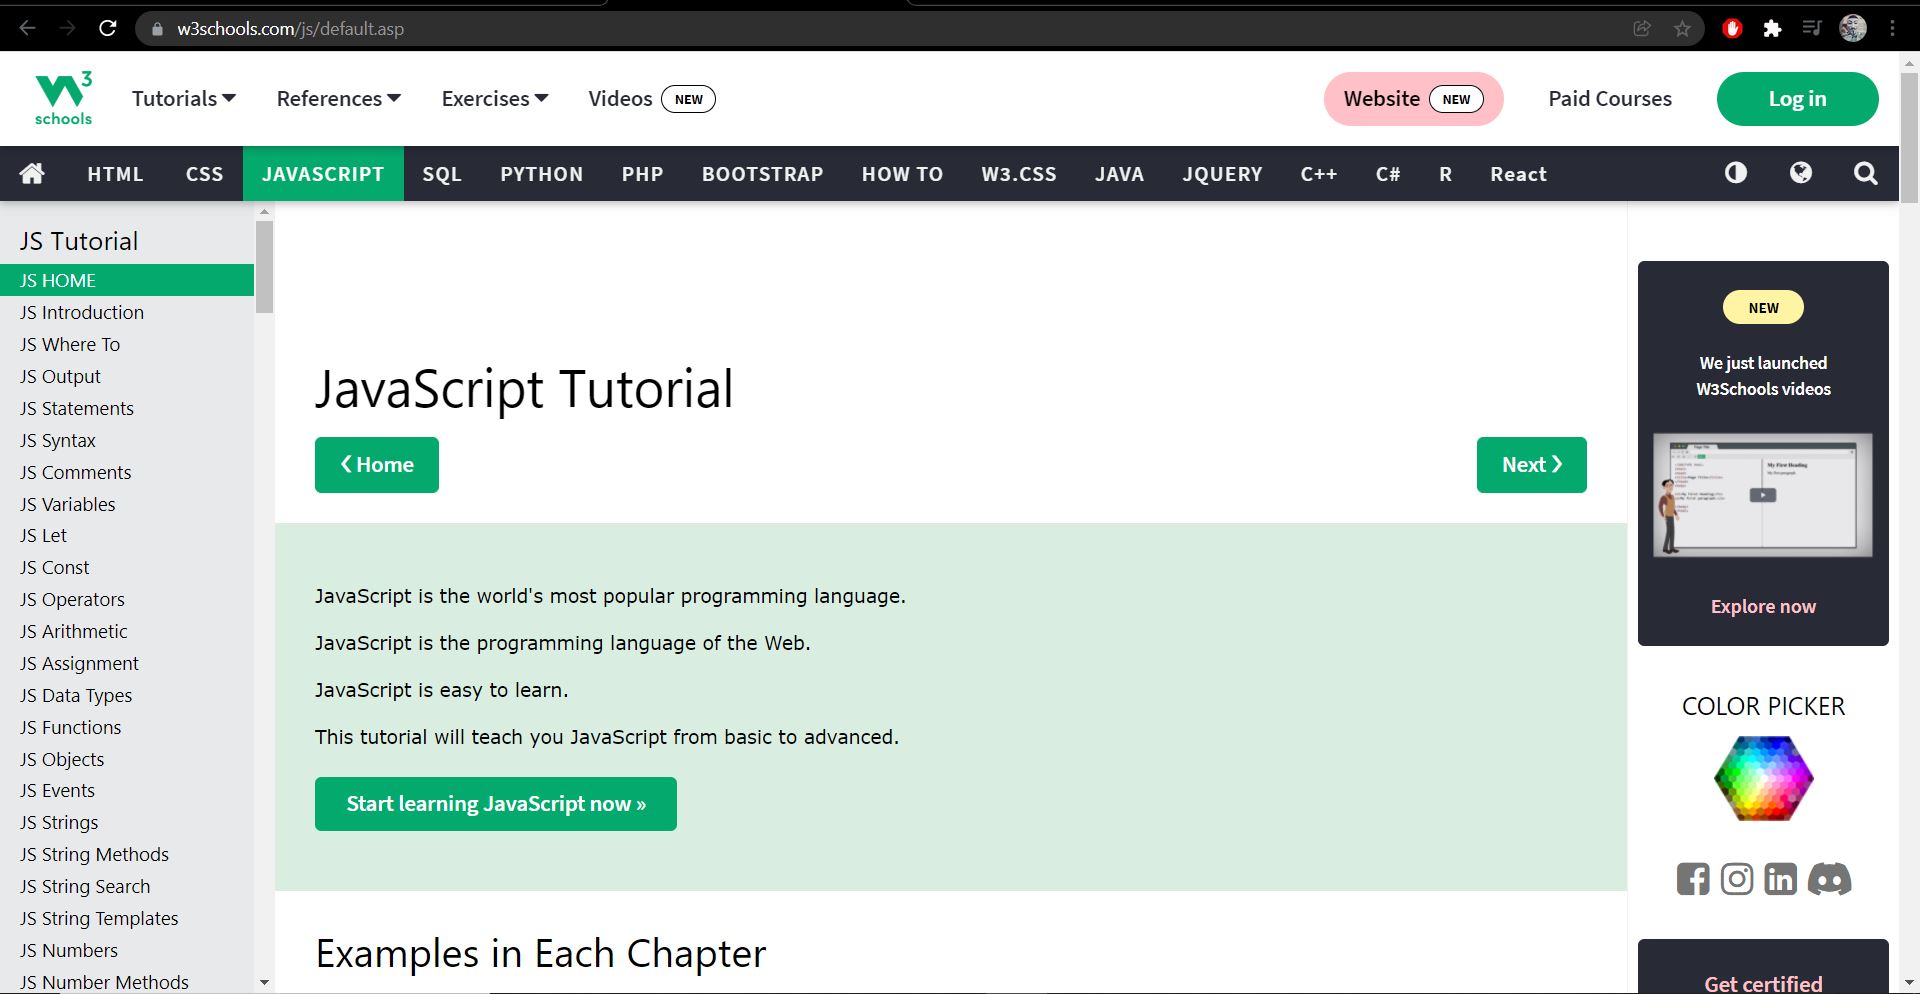 w3schools.com/js/default.asp
W3 schools
Tutorials References Exercises Videos NEW Website NEW Paid Courses Log in
HTML CSS JAVASCRIPT SQL PYTHON PHP BOOTSTRAP HOW TO W3.CSS JAVA JQUERY C++ C# R React
JS Tutorial
JS HOME
JS Introduction
JS Where To
JS Output
JS Statements
JS Syntax
JS Comments
JS Variables
JS Let
JS Const
JS Operators
JS Arithmetic
JS Assignment
JS Data Types
JS Functions
JS Objects
JS Events
JS Strings
JS String Methods
JS String Search
JS String Templates
JS Numbers
JS Number Methods
JavaScript Tutorial
❮ Home
Next ❯
JavaScript is the world's most popular programming language.
JavaScript is the programming language of the Web.
JavaScript is easy to learn.
This tutorial will teach you JavaScript from basic to advanced.
Start learning JavaScript now »
Examples in Each Chapter
NEW
We just launched
W3Schools videos
My First Heading
Explore now
COLOR PICKER
Get certified